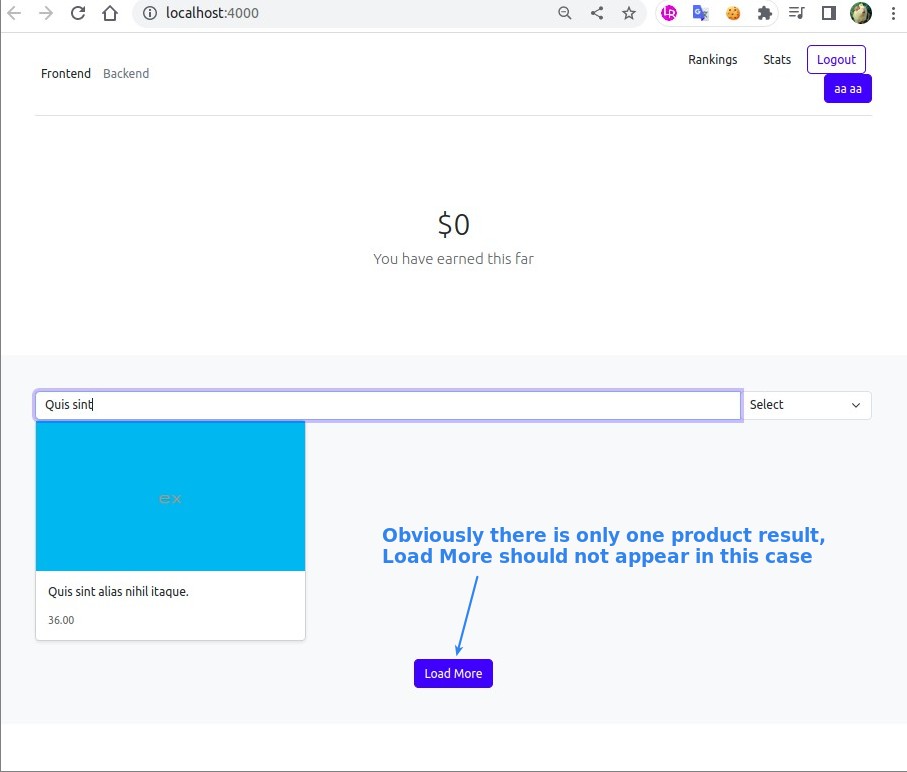 localhost:4000
Frontend Backend
Rankings Stats Logout
aa aa
$0
You have earned this far
Quis sint
Select
ex
Obviously there is only one product result,
Load More should not appear in this case
Quis sint alias nihil itaque.
36.00
Load More